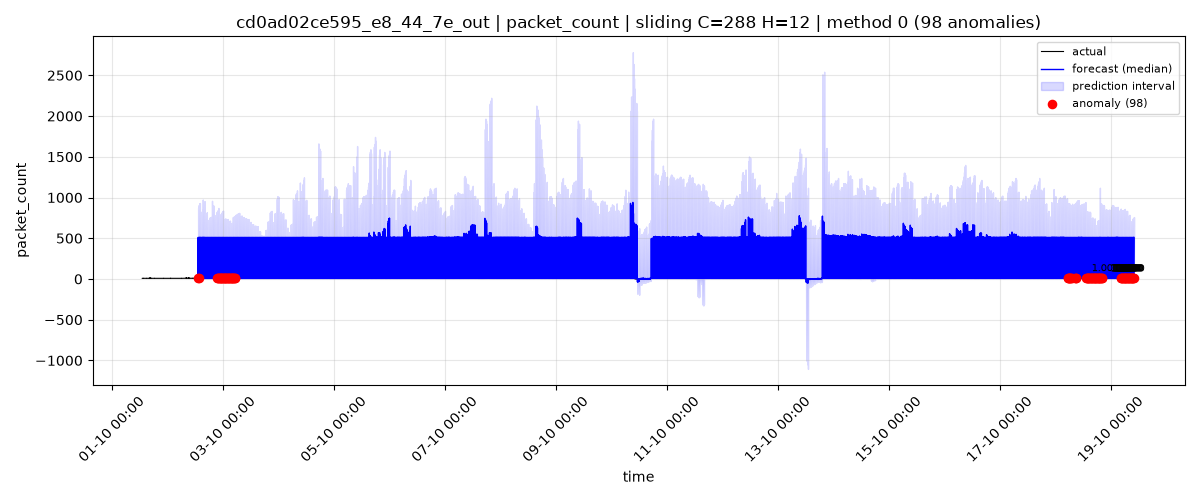 cd0ad02ce595_e8_44_7e_out | packet_count | sliding C=288 H=12 | method 0 (98 anomalies)
actual
forecast (median)
prediction interval
anomaly (98)
packet_count
2500
2000
1500
1000
500
0
−500
−1000
01-10 00:00
03-10 00:00
05-10 00:00
07-10 00:00
09-10 00:00
11-10 00:00
13-10 00:00
15-10 00:00
17-10 00:00
19-10 00:00
time